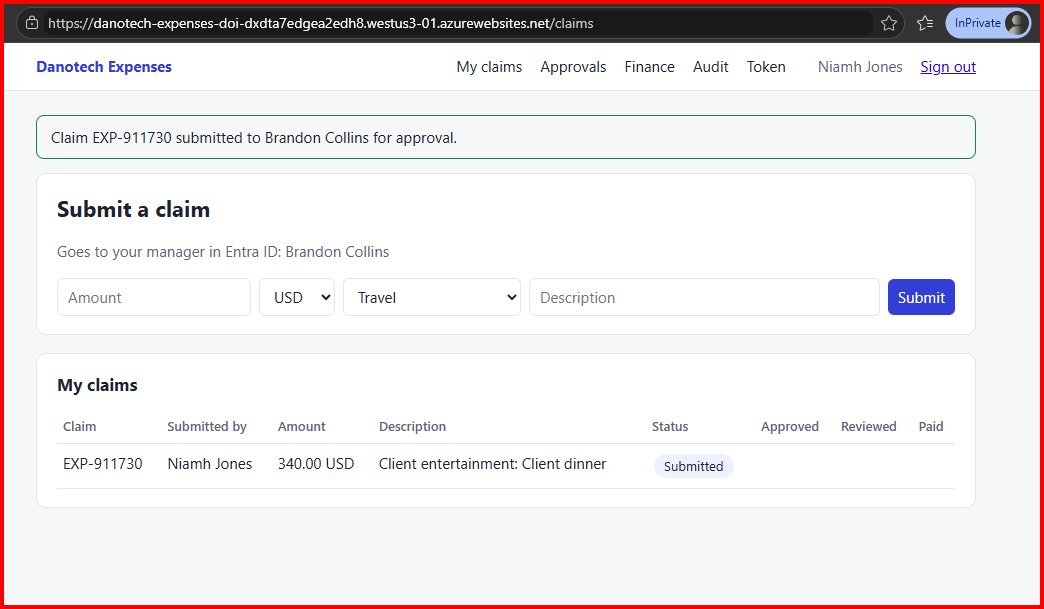 https://danotech-expenses-doi-dxdta7edgea2edh8.westus3-01.azurewebsites.net/claims InPrivate
Danotech Expenses My claims Approvals Finance Audit Token Niamh Jones Sign out
Claim EXP-911730 submitted to Brandon Collins for approval.
Submit a claim
Goes to your manager in Entra ID: Brandon Collins
Amount USD Travel Description Submit
My claims
Claim Submitted by Amount Description Status Approved Reviewed Paid
EXP-911730 Niamh Jones 340.00 USD Client entertainment: Client dinner Submitted